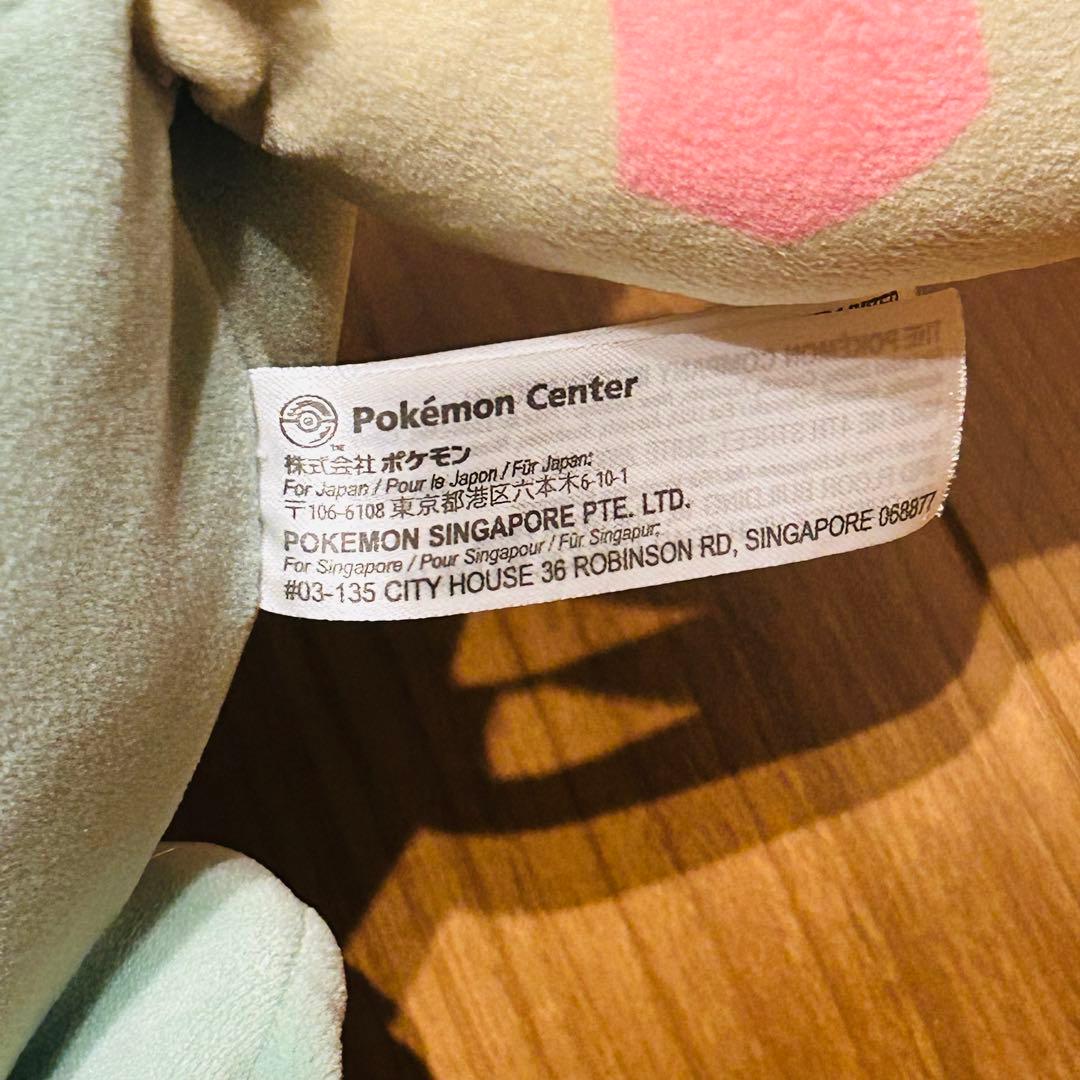 Pokémon Center
TM
株式会社 ポケモン
For Japan / Pour le Japon / Für Japan:
〒106-6108 東京都港区六本木6-10-1
POKEMON SINGAPORE PTE. LTD.
For Singapore / Pour Singapour / Für Singapur:
#03-135 CITY HOUSE 36 ROBINSON RD, SINGAPORE 068877